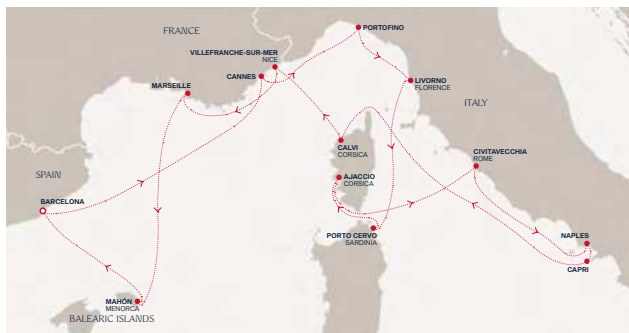 FRANCE
PORTOFINO
VILLEFRANCHE-SUR-MER
NICE
CANNES
MARSEILLE
LIVORNO
FLORENCE
ITALY
CALVI
CORSICA
CIVITAVECCHIA
ROME
SPAIN
AJACCIO
CORSICA
BARCELONA
PORTO CERVO
SARDINIA
NAPLES
CAPRI
MAHÓN
MENORCA
BALEARIC ISLANDS